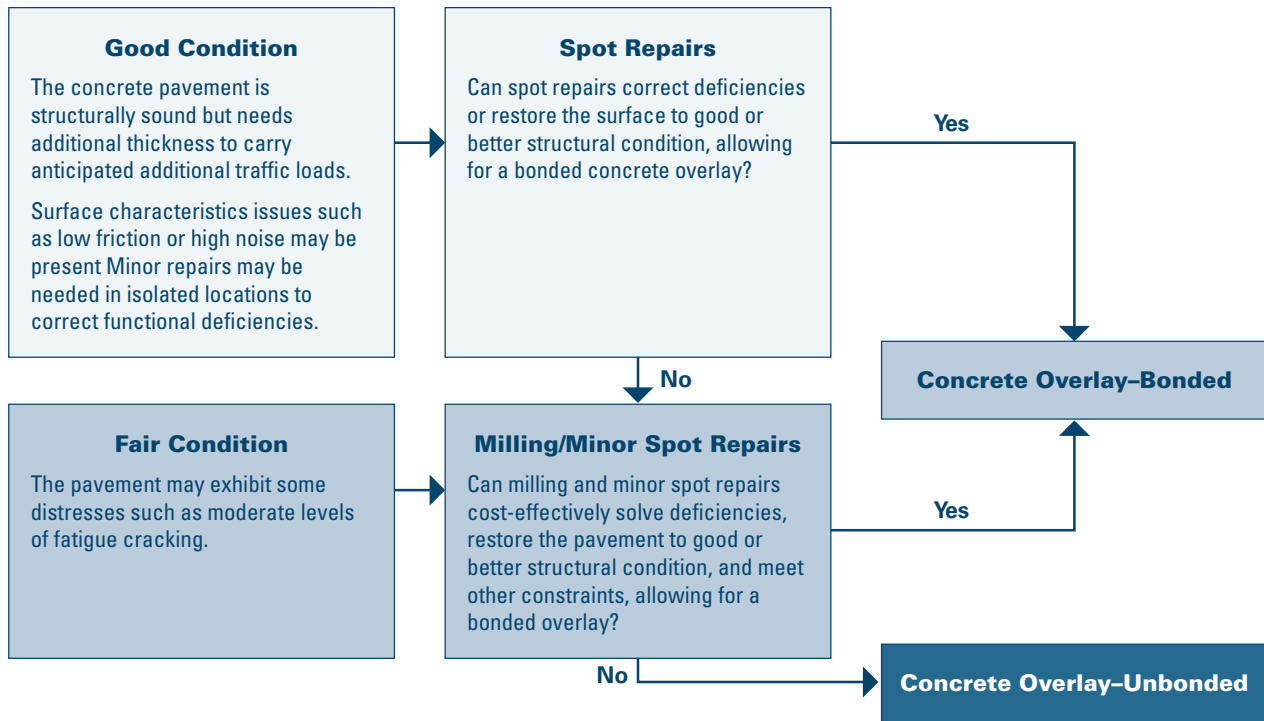 Good Condition
The concrete pavement is
structurally sound but needs
additional thickness to carry
anticipated additional traffic loads.
Surface characteristics issues such
as low friction or high noise may be
present Minor repairs may be
needed in isolated locations to
correct functional deficiencies.
Spot Repairs
Can spot repairs correct deficiencies
or restore the surface to good or
better structural condition, allowing
for a bonded concrete overlay?
Yes
No
Concrete Overlay–Bonded
Fair Condition
The pavement may exhibit some
distresses such as moderate levels
of fatigue cracking.
Milling/Minor Spot Repairs
Can milling and minor spot repairs
cost-effectively solve deficiencies,
restore the pavement to good or
better structural condition, and meet
other constraints, allowing for a
bonded overlay?
Yes
No
Concrete Overlay–Unbonded